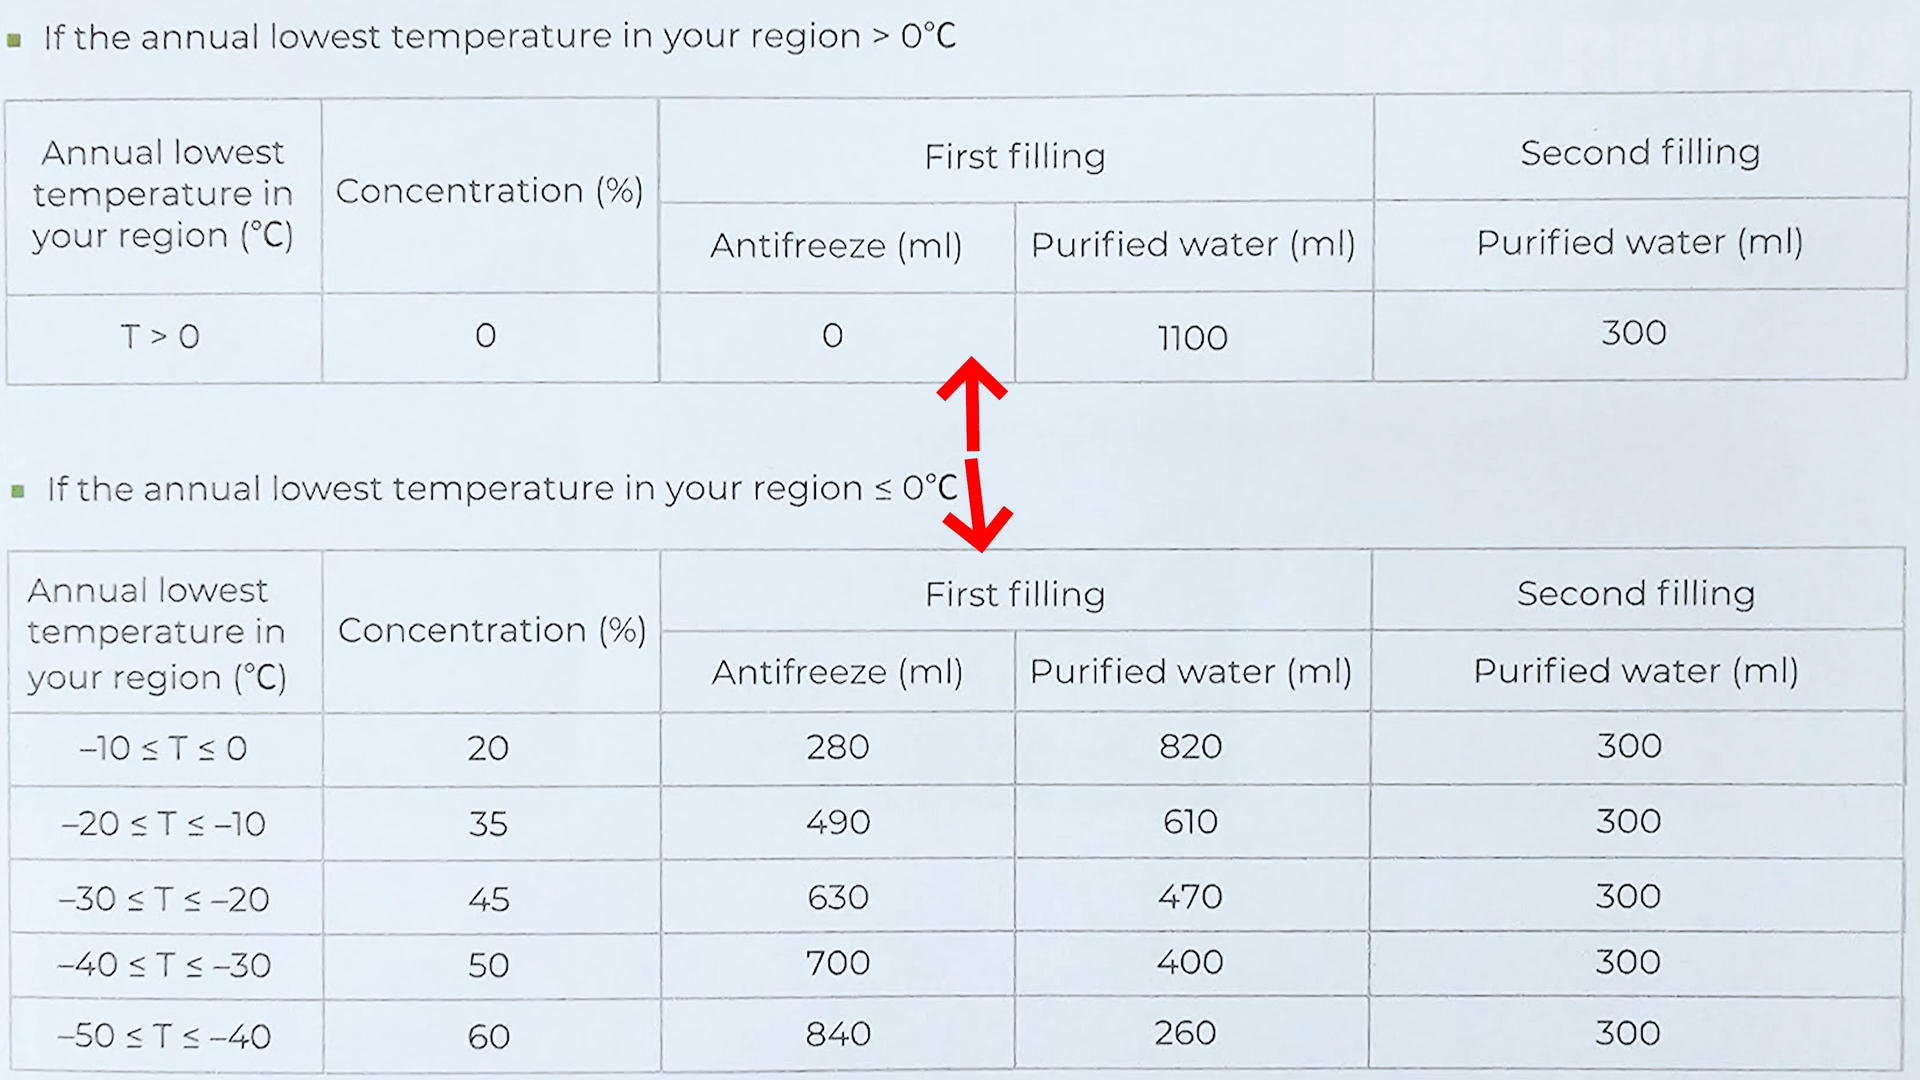 If the annual lowest temperature in your region > 0°C
Annual lowest temperature in your region (°C)
Concentration (%)
First filling
Second filling
Antifreeze (ml)
Purified water (ml)
Purified water (ml)
T > 0
0
0
1100
300
If the annual lowest temperature in your region ≤ 0°C
Annual lowest temperature in your region (°C)
Concentration (%)
First filling
Second filling
Antifreeze (ml)
Purified water (ml)
Purified water (ml)
–10 ≤ T ≤ 0
20
280
820
300
–20 ≤ T ≤ –10
35
490
610
300
–30 ≤ T ≤ –20
45
630
470
300
–40 ≤ T ≤ –30
50
700
400
300
–50 ≤ T ≤ –40
60
840
260
300